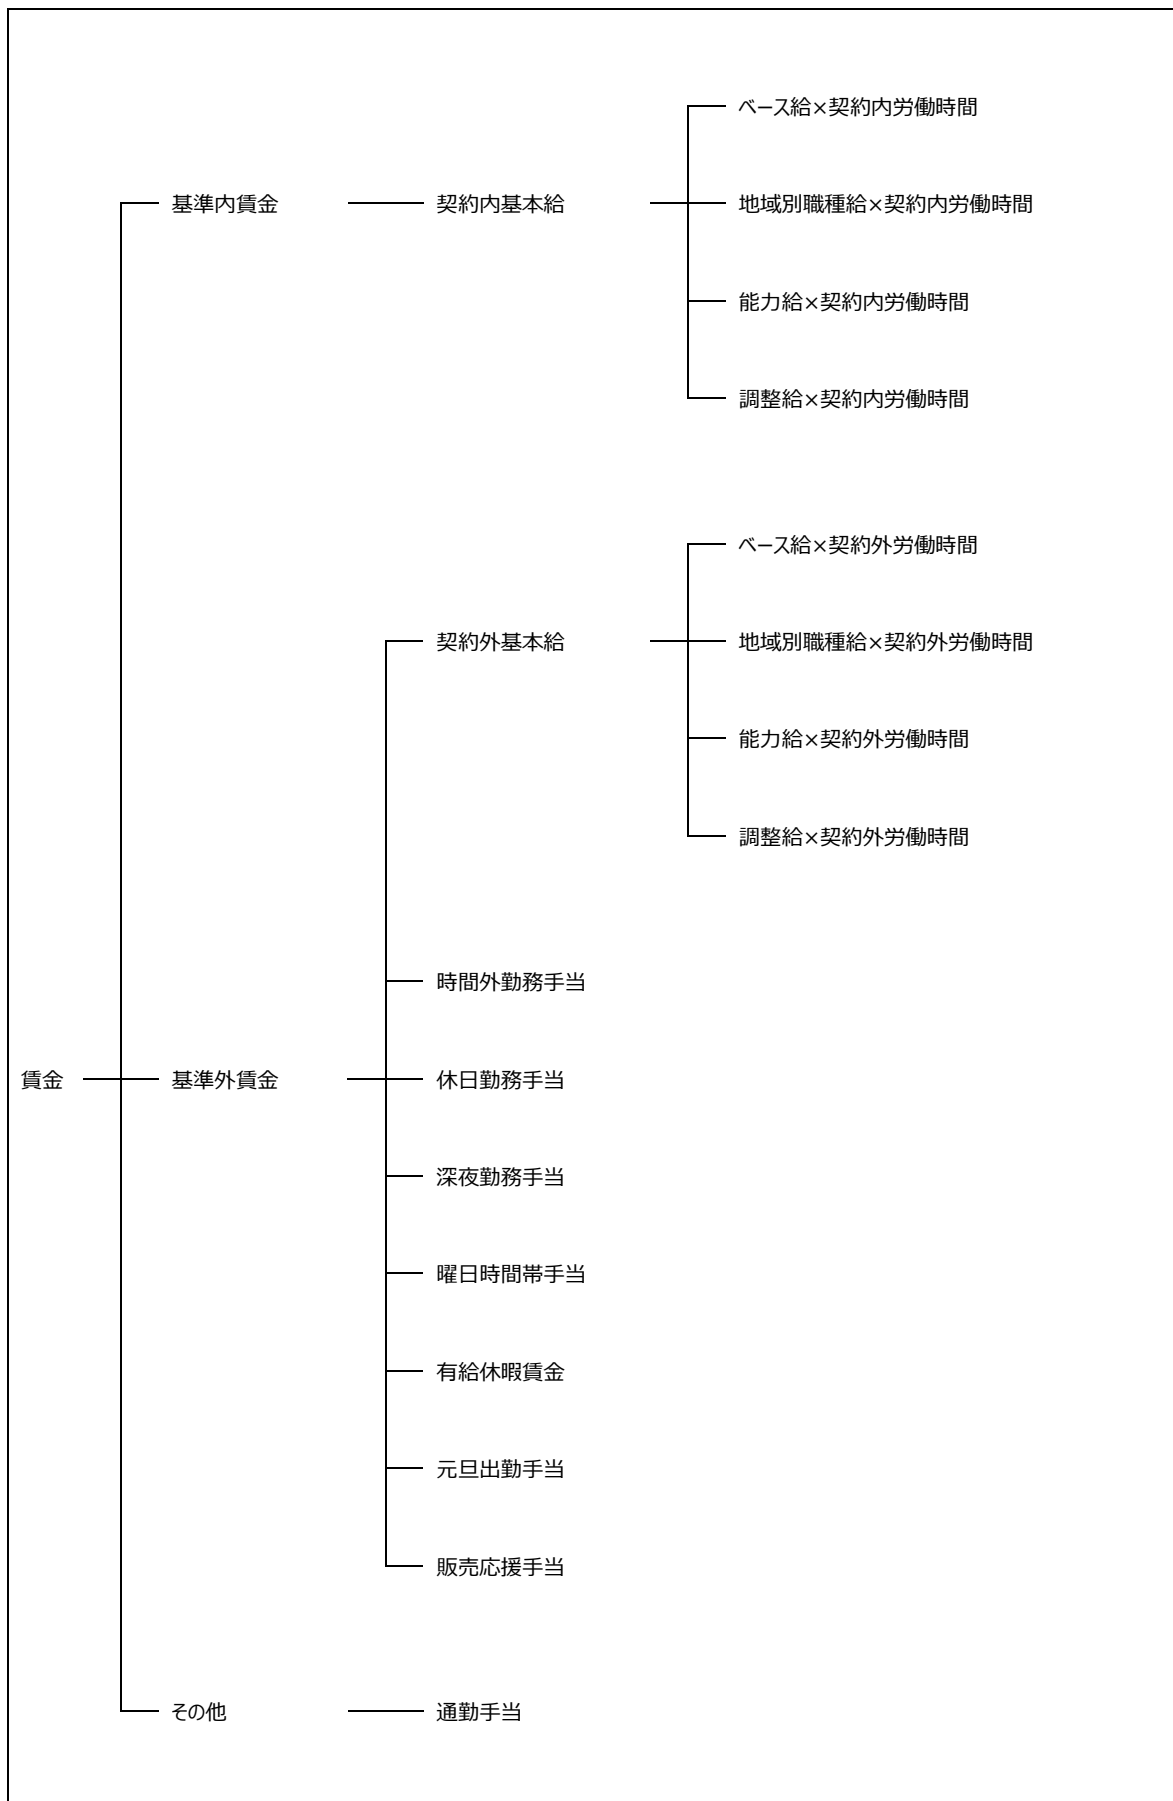 ベース給×契約内労働時間
基準内賃金 契約内基本給 地域別職種給×契約内労働時間
能力給×契約内労働時間
調整給×契約内労働時間
ベース給×契約外労働時間
契約外基本給 地域別職種給×契約外労働時間
能力給×契約外労働時間
調整給×契約外労働時間
時間外勤務手当
賃金 基準外賃金 休日勤務手当
深夜勤務手当
曜日時間帯手当
有給休暇賃金
元旦出勤手当
販売応援手当
その他 通勤手当